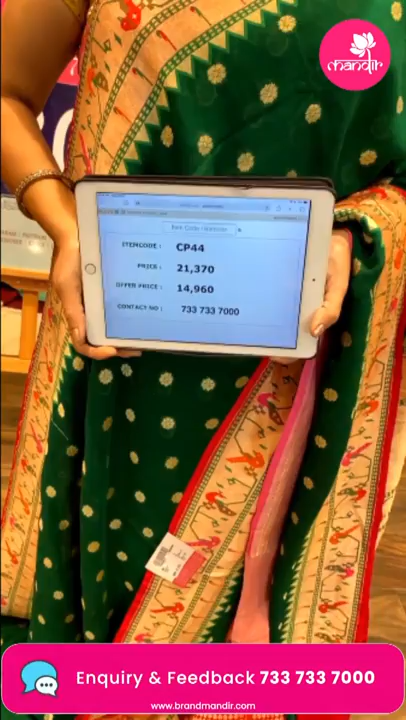 mandir
ITEMCODE : CP44
PRICE : 21,370
OFFER PRICE : 14,960
CONTACT NO : 733 733 7000
Enquiry & Feedback 733 733 7000
www.brandmandir.com